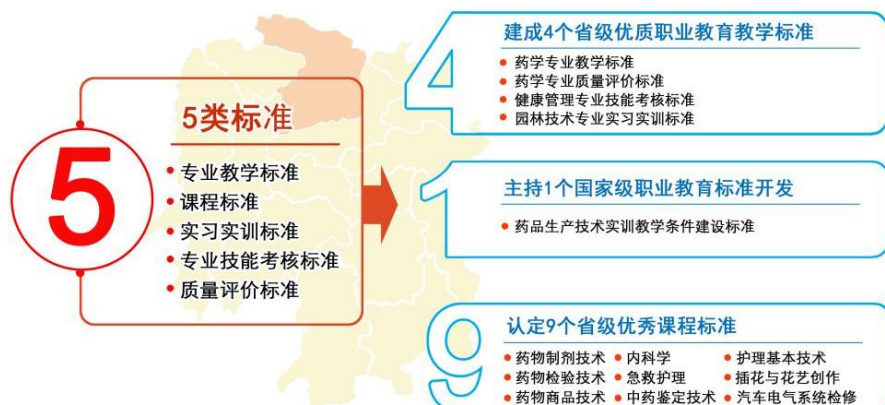 5
5类标准
• 专业教学标准
• 课程标准
• 实习实训标准
• 专业技能考核标准
• 质量评价标准
4
建成4个省级优质职业教育教学标准
• 药学专业教学标准
• 药学专业质量评价标准
• 健康管理专业技能考核标准
• 园林技术专业实习实训标准
1
主持1个国家级职业教育标准开发
• 药品生产技术实训教学条件建设标准
9
认定9个省级优秀课程标准
• 药物制剂技术 • 内科学 • 护理基本技术
• 药物检验技术 • 急救护理 • 插花与花艺创作
• 药物商品技术 • 中药鉴定技术 • 汽车电气系统检修